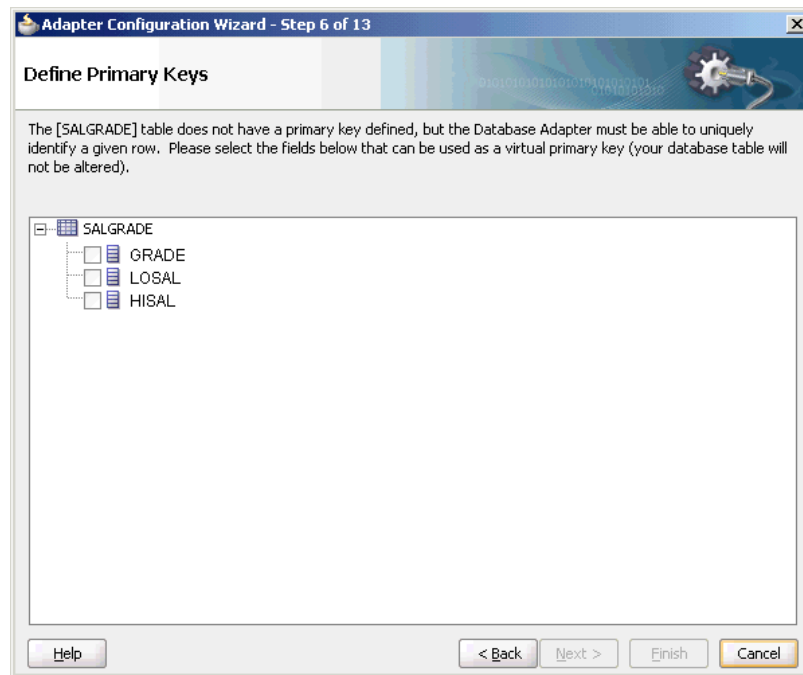 Adapter Configuration Wizard - Step 6 of 13
Define Primary Keys
The [SALGRADE] table does not have a primary key defined, but the Database Adapter must be able to uniquely
identify a given row. Please select the fields below that can be used as a virtual primary key (your database table will
not be altered).
SALGRADE
GRADE
LOSAL
HISAL
Help
< Back
Next >
Finish
Cancel